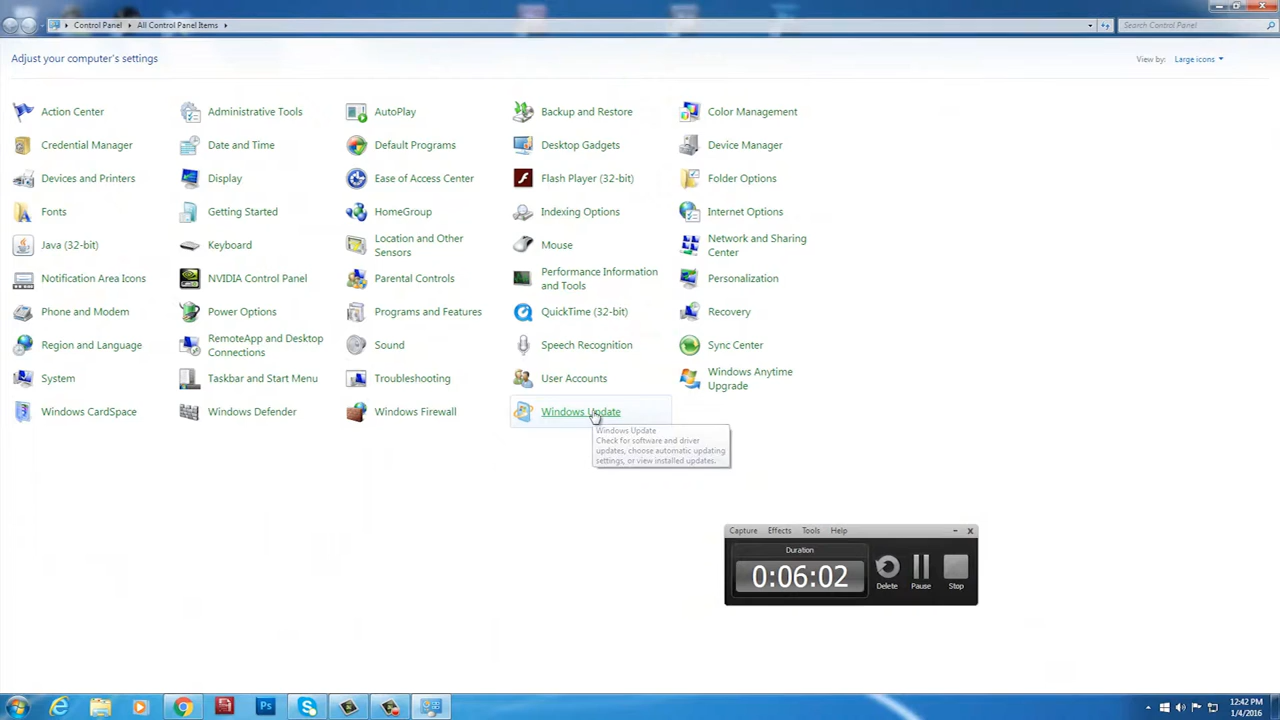 Control Panel All Control Panel Items
Search Control Panel
Adjust your computer's settings
View by: Large icons
Action Center
Administrative Tools
AutoPlay
Backup and Restore
Color Management
Credential Manager
Date and Time
Default Programs
Desktop Gadgets
Device Manager
Devices and Printers
Display
Ease of Access Center
Flash Player (32-bit)
Folder Options
Fonts
Getting Started
HomeGroup
Indexing Options
Internet Options
Java (32-bit)
Keyboard
Location and Other
Sensors
Mouse
Network and Sharing
Center
Notification Area Icons
NVIDIA Control Panel
Parental Controls
Performance Information
and Tools
Personalization
Phone and Modem
Power Options
Programs and Features
QuickTime (32-bit)
Recovery
Region and Language
RemoteApp and Desktop
Connections
Sound
Speech Recognition
Sync Center
System
Taskbar and Start Menu
Troubleshooting
User Accounts
Windows Anytime
Upgrade
Windows CardSpace
Windows Defender
Windows Firewall
Windows Update
Windows Update
Check for software and driver
updates, choose automatic updating
settings, or view installed updates.
Capture Effects Tools Help
Duration
0:06:02
Delete Pause Stop
Ps
12:42 PM
1/4/2016